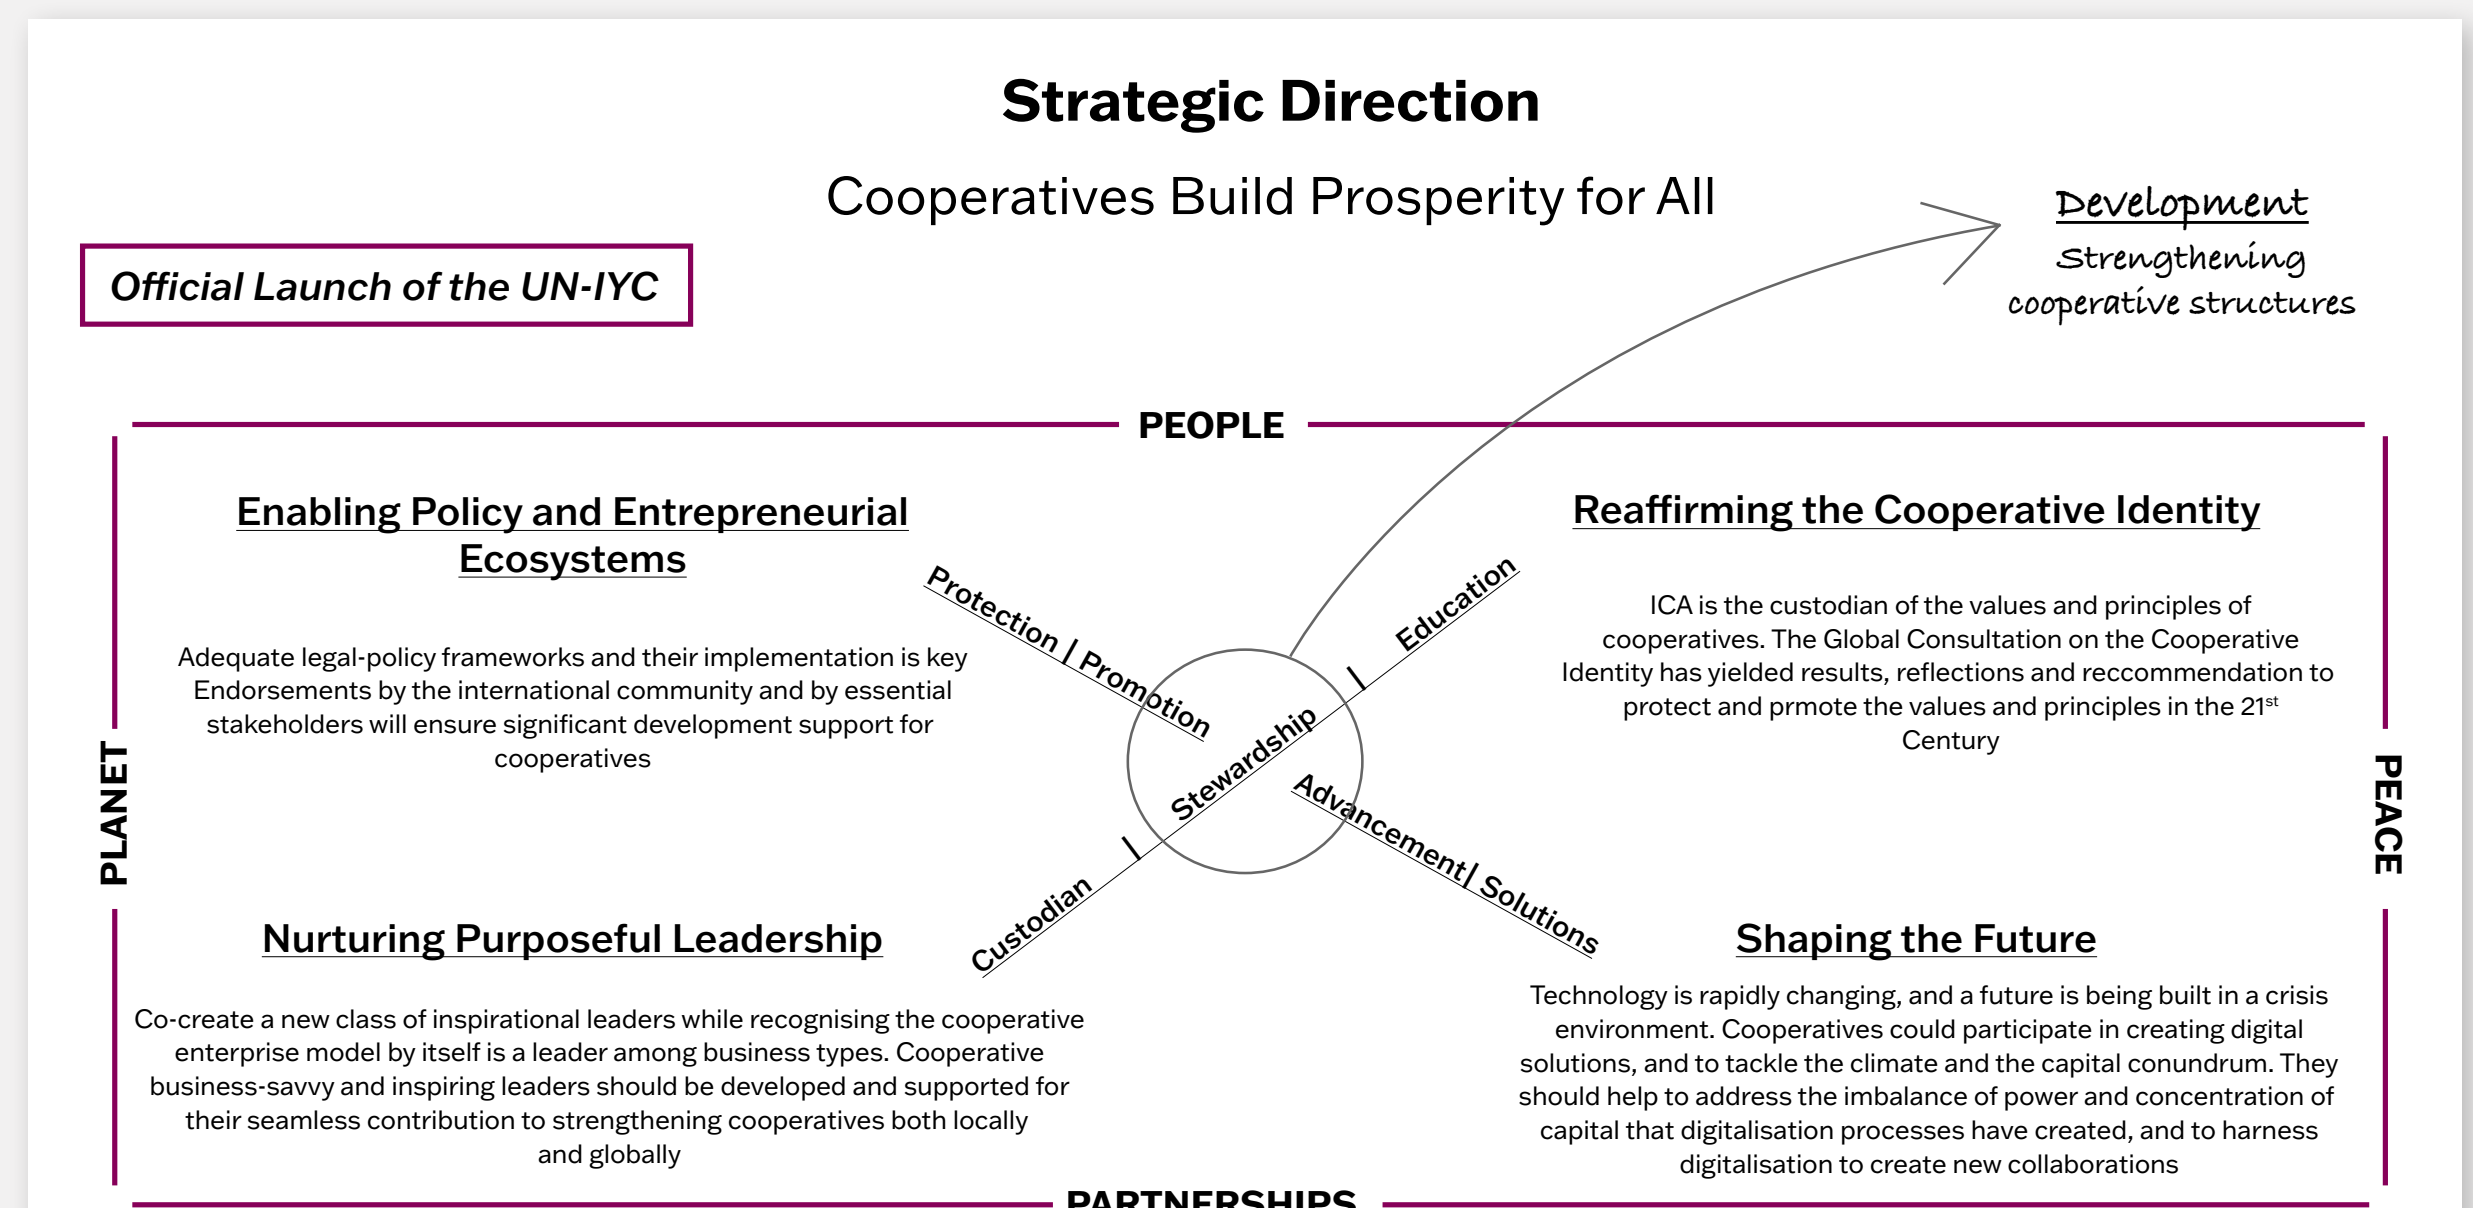 Strategic Direction
Cooperatives Build Prosperity for All
Development
Strengthening
cooperative structures
Official Launch of the UN-IYC
PEOPLE
Enabling Policy and Entrepreneurial
Ecosystems
Adequate legal-policy frameworks and their implementation is key
Endorsements by the international community and by essential
stakeholders will ensure significant development support for
cooperatives
Reaffirming the Cooperative Identity
ICA is the custodian of the values and principles of
cooperatives. The Global Consultation on the Cooperative
Identity has yielded results, reflections and reccommendation to
protect and prmote the values and principles in the 21st
Century
Protection | Promotion
Custodian | Stewardship | Education
Advancement| Solutions
PLANET
PEACE
Nurturing Purposeful Leadership
Co-create a new class of inspirational leaders while recognising the cooperative
enterprise model by itself is a leader among business types. Cooperative
business-savvy and inspiring leaders should be developed and supported for
their seamless contribution to strengthening cooperatives both locally
and globally
Shaping the Future
Technology is rapidly changing, and a future is being built in a crisis
environment. Cooperatives could participate in creating digital
solutions, and to tackle the climate and the capital conundrum. They
should help to address the imbalance of power and concentration of
capital that digitalisation processes have created, and to harness
digitalisation to create new collaborations
PARTNERSHIPS